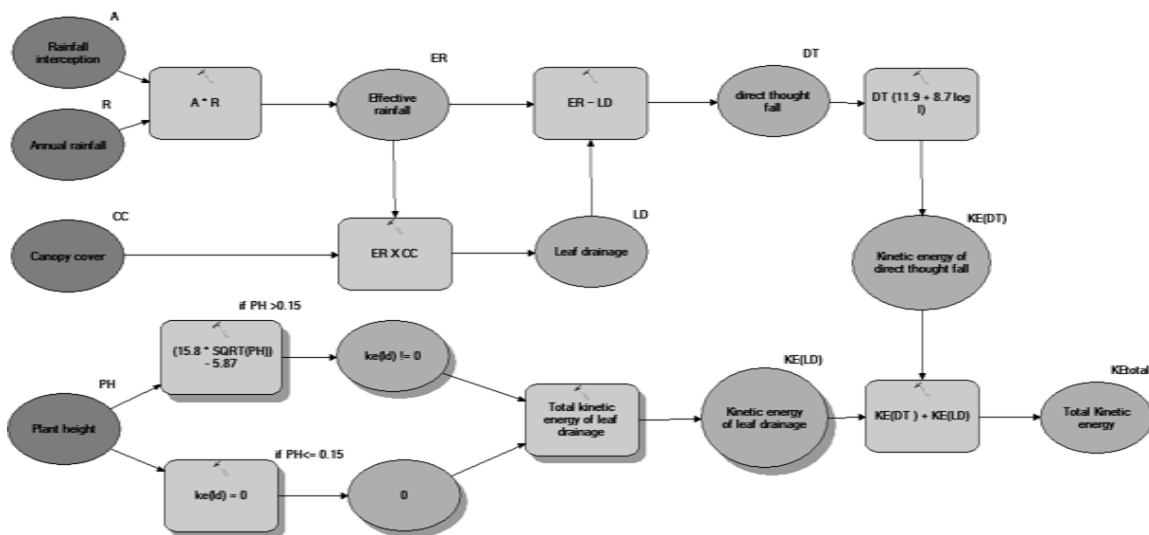 A
Rainfall
interception
R
Annual rainfall
A * R
ER
Effective
rainfall
ER – LD
DT
direct thought
fall
DT (11.9 + 8.7 log
I)
CC
Canopy cover
ER X CC
LD
Leaf drainage
KE(DT)
Kinetic energy of
direct thought fall
if PH >0.15
(15.8 * SQRT(PH))
- 5.87
ke(ld) != 0
PH
Plant height
if PH<= 0.15
ke(ld) = 0
0
Total kinetic
energy of leaf
drainage
KE(LD)
Kinetic energy
of leaf drainage
KE(DT ) + KE(LD)
KEtotal
Total Kinetic
energy